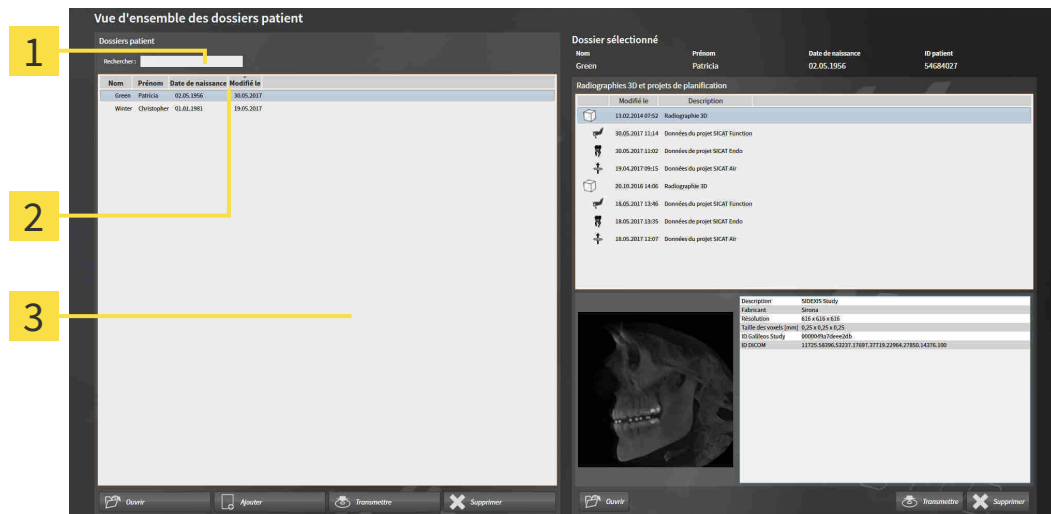 Vue d'ensemble des dossiers patient
1
2
3
Dossiers patient
Rechercher:
Nom Prénom Date de naissance Modifié le
Green Patricia 02.05.1956 30.05.2017
Winter Christopher 01.01.1981 19.05.2017
Ouvrir Ajouter Transmettre Supprimer
Dossier sélectionné
Nom Prénom Date de naissance ID patient
Green Patricia 02.05.1956 54684027
Radiographies 3D et projets de planification
Modifié le Description
13.02.2014 07:52 Radiographie 3D
30.05.2017 11:14 Données du projet SICAT Function
30.05.2017 11:02 Données de projet SICAT Endo
19.04.2017 09:15 Données du projet SICAT Air
20.10.2016 14:06 Radiographie 3D
16.05.2017 13:46 Données du projet SICAT Function
18.05.2017 13:35 Données de projet SICAT Endo
18.05.2017 12:07 Données du projet SICAT Air
Description SIDEXIS Study
Fabricant Sirona
Résolution 616 x 616 x 616
Taille des voxels [mm] 0,25 x 0,25 x 0,25
ID Galileos Study
ID DICOM
Ouvrir Transmettre Supprimer